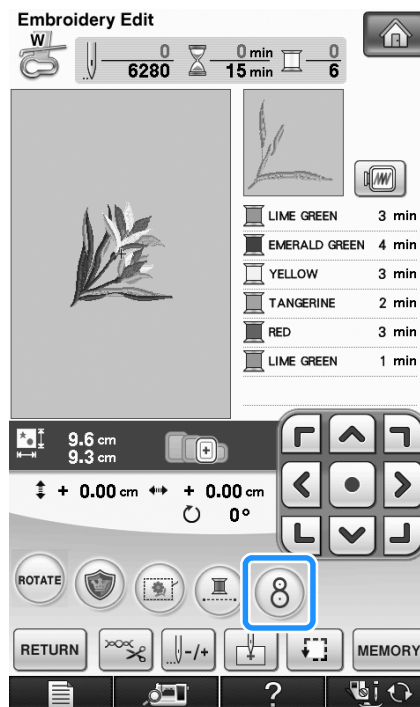 Embroidery Edit
W
0 0 min 0
6280 15 min 6
LIME GREEN 3 min
EMERALD GREEN 4 min
YELLOW 3 min
TANGERINE 2 min
RED 3 min
LIME GREEN 1 min
9.6 cm
9.3 cm
+ 0.00 cm + 0.00 cm
0°
ROTATE 8
RETURN -/+ MEMORY
?